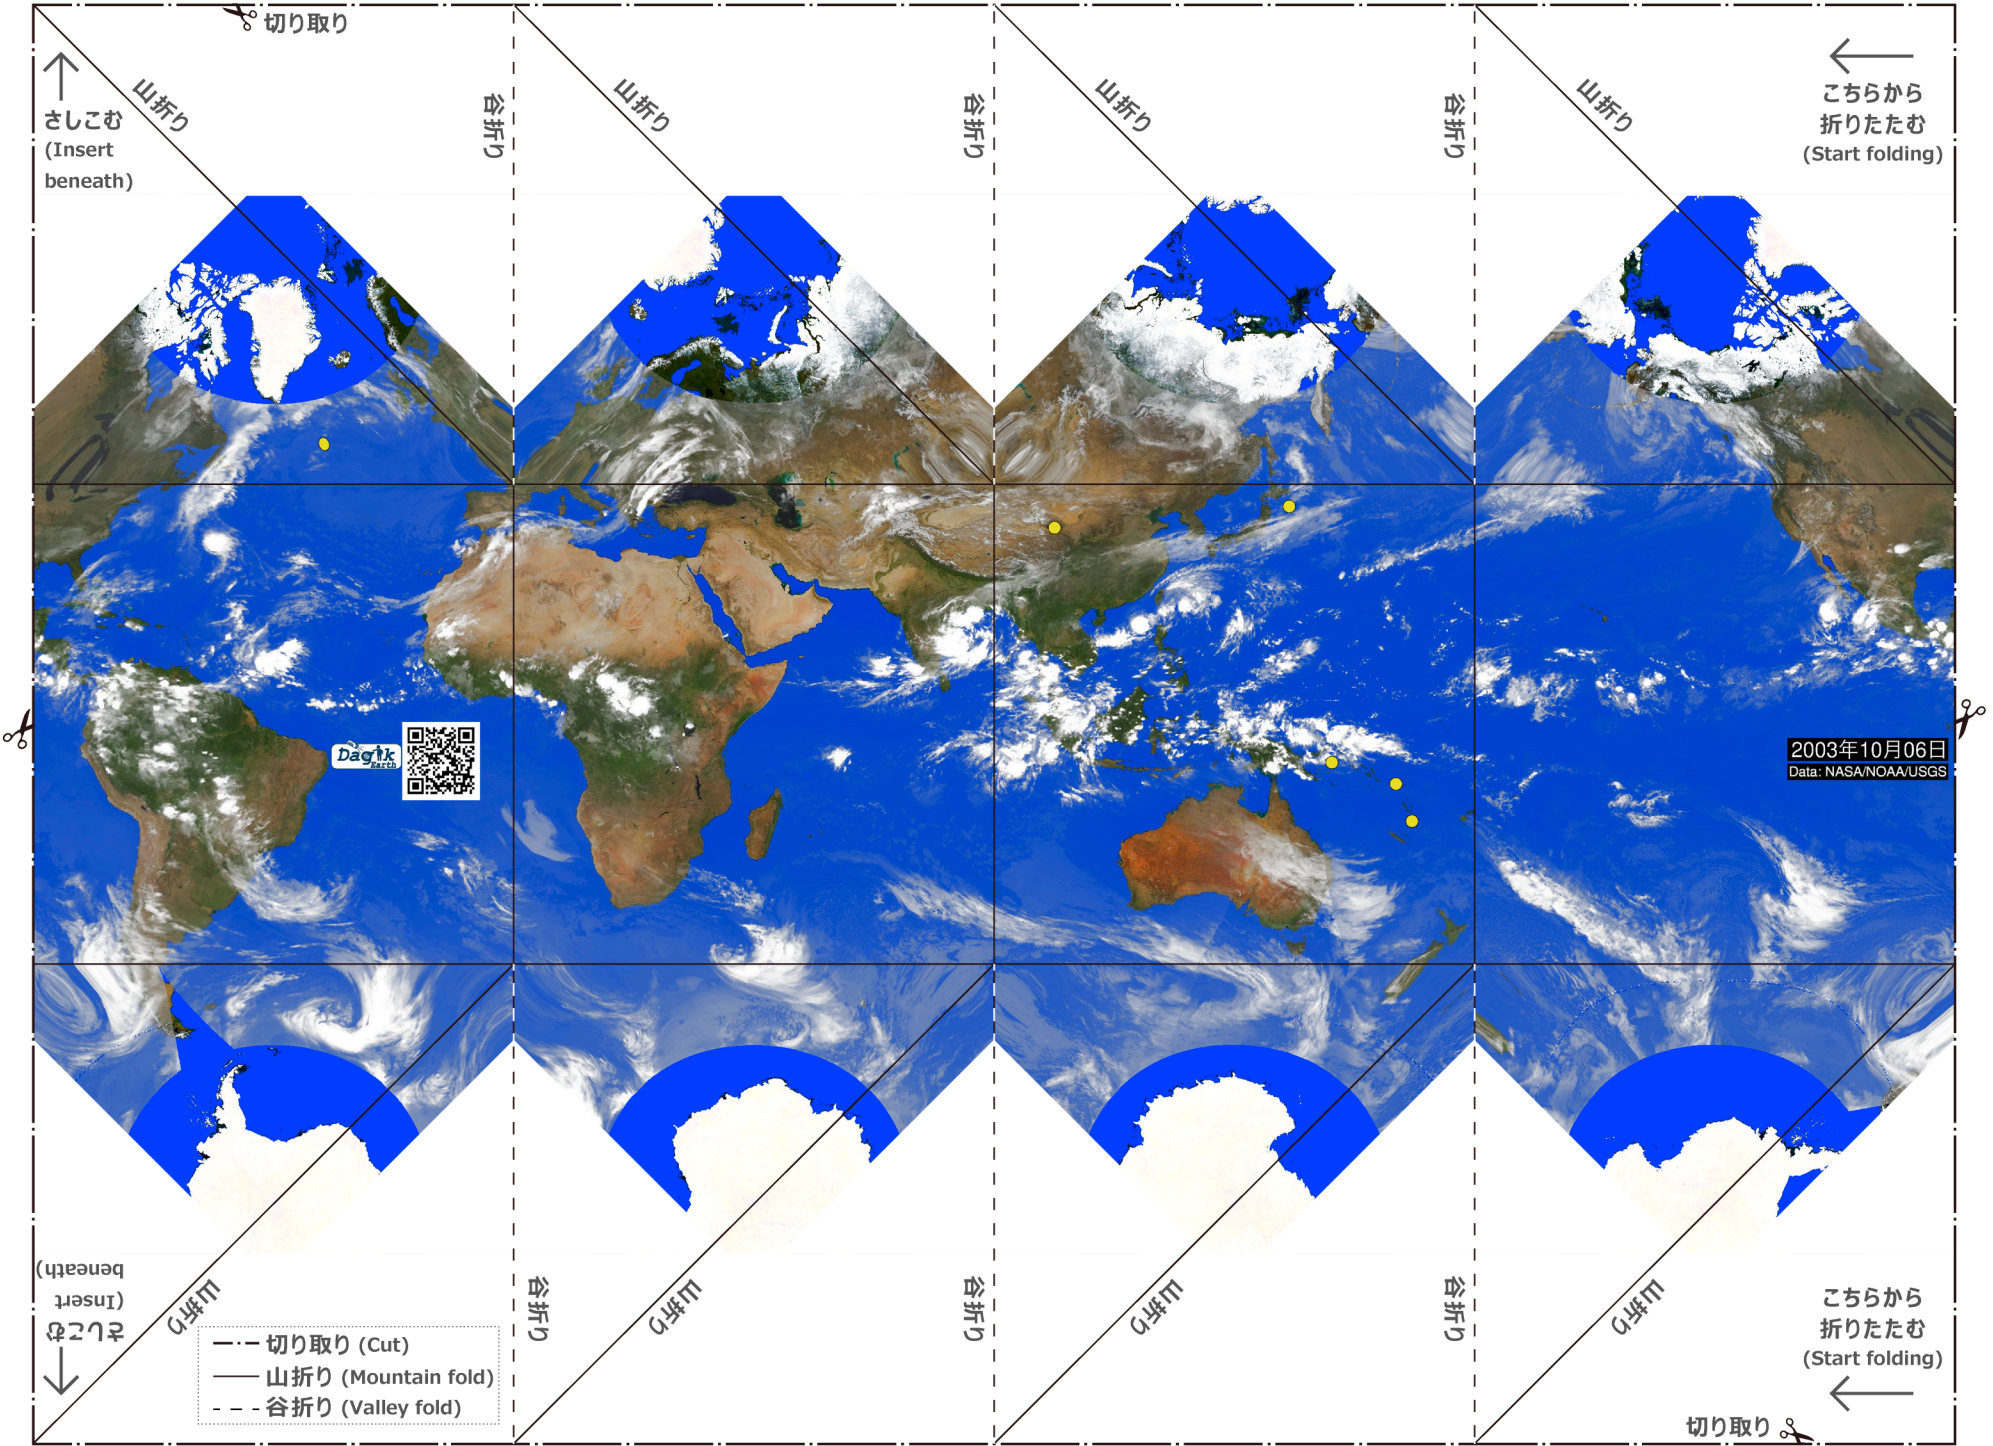 切り取り
さしこむ
(Insert
beneath)
山折り
谷折り
山折り
谷折り
山折り
谷折り
山折り
こちらから
折りたたむ
(Start folding)
Dagik
Earth
2003年10月06日
Data: NASA/NOAA/USGS
さしこむ
(Insert
beneath)
山折り
谷折り
山折り
谷折り
山折り
谷折り
山折り
こちらから
折りたたむ
(Start folding)
切り取り (Cut)
山折り (Mountain fold)
谷折り (Valley fold)
切り取り